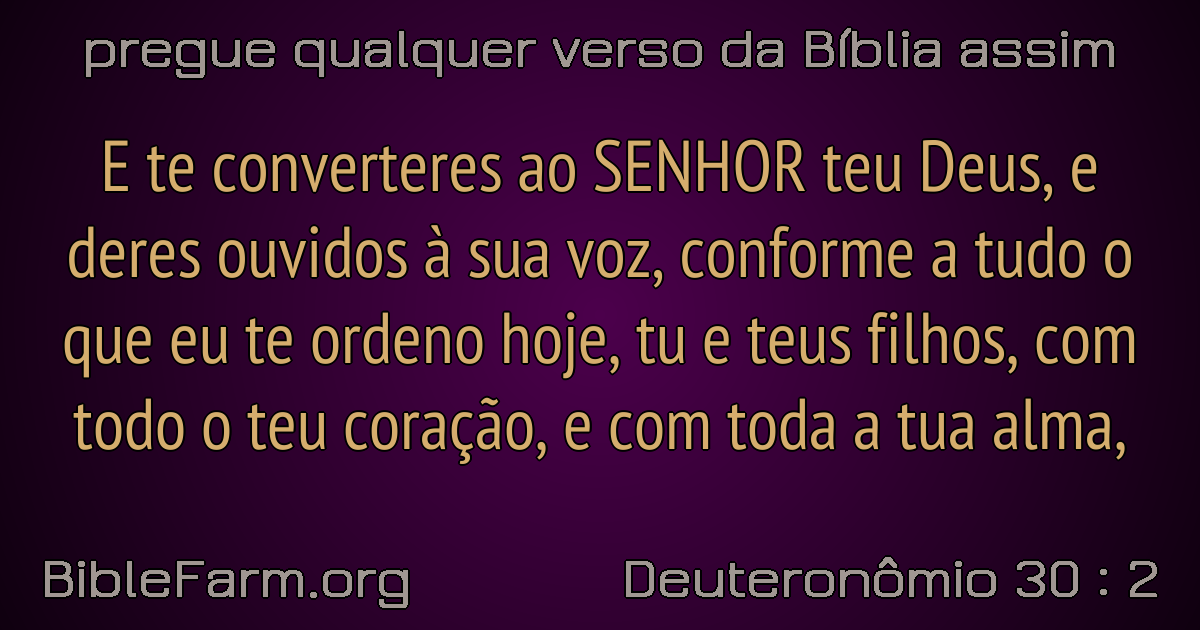 pregue qualquer verso da Bíblia assim
E te converteres ao SENHOR teu Deus, e
deres ouvidos à sua voz, conforme a tudo o
que eu te ordeno hoje, tu e teus filhos, com
todo o teu coração, e com toda a tua alma,
BibleFarm.org
Deuteronômio 30 : 2